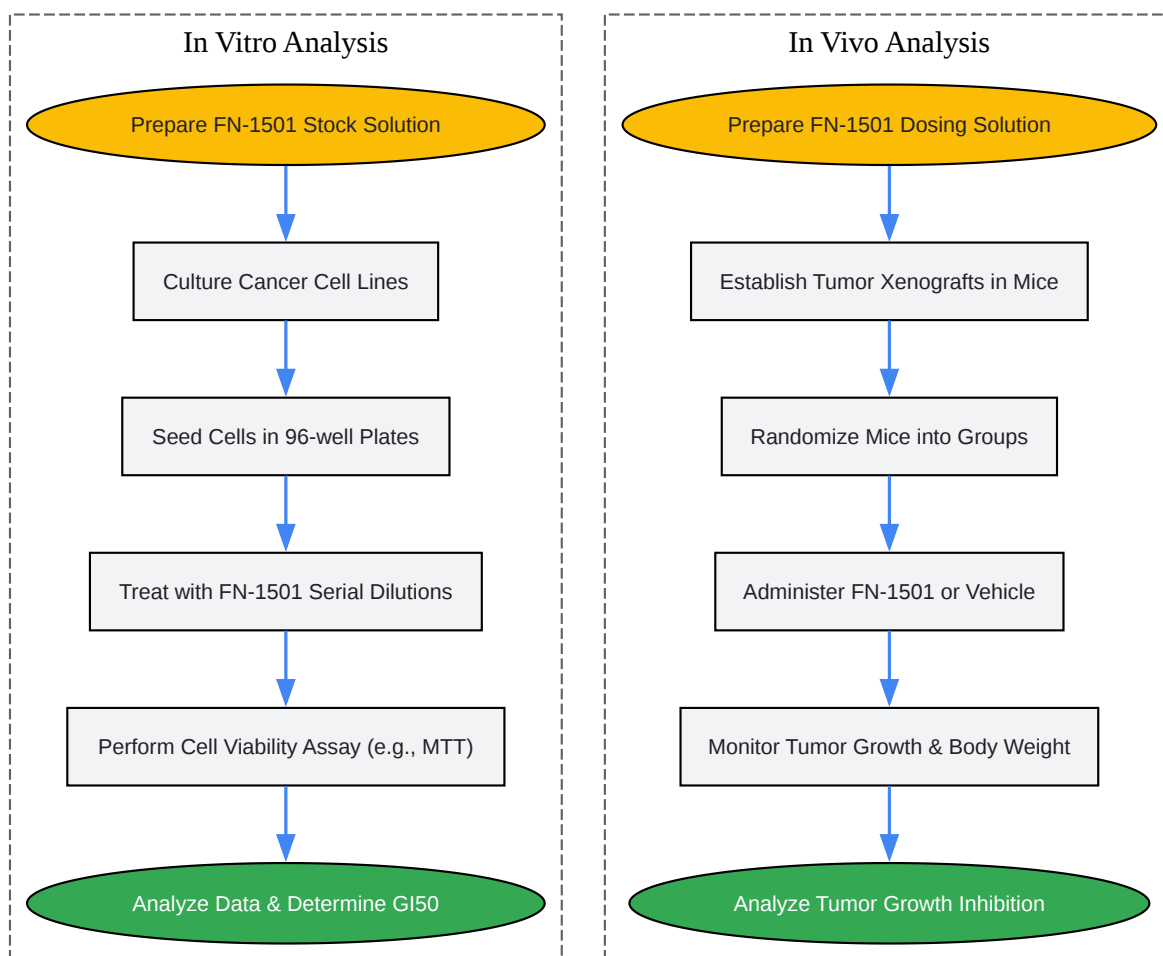 In Vitro Analysis
Prepare FN-1501 Stock Solution
Culture Cancer Cell Lines
Seed Cells in 96-well Plates
Treat with FN-1501 Serial Dilutions
Perform Cell Viability Assay (e.g., MTT)
Analyze Data & Determine GI50
In Vivo Analysis
Prepare FN-1501 Dosing Solution
Establish Tumor Xenografts in Mice
Randomize Mice into Groups
Administer FN-1501 or Vehicle
Monitor Tumor Growth & Body Weight
Analyze Tumor Growth Inhibition